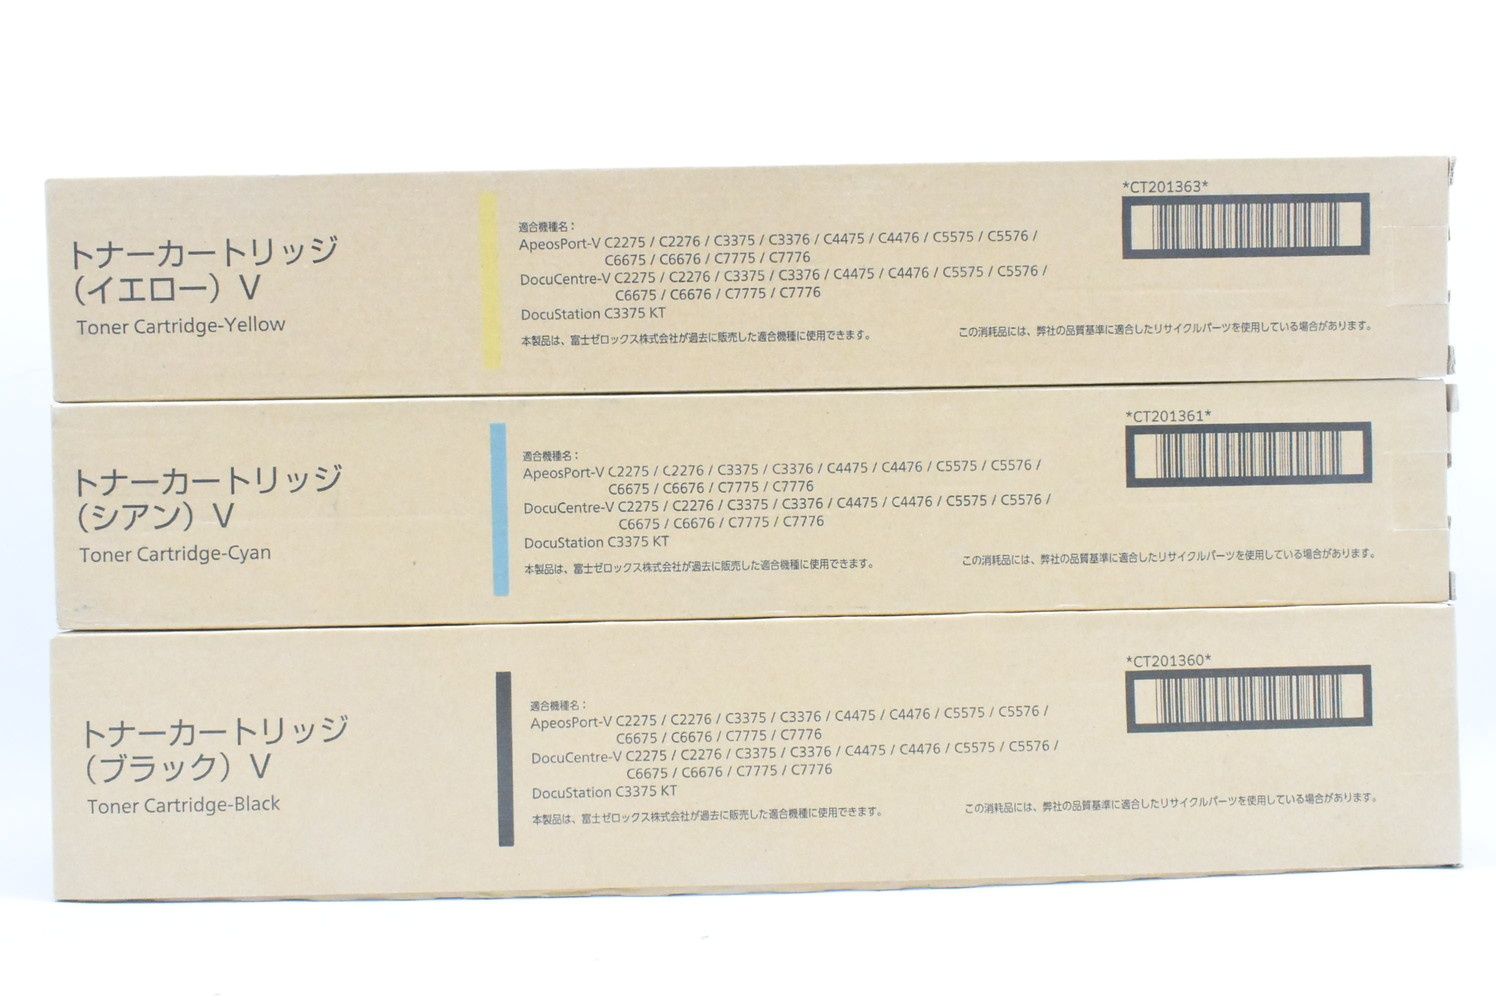 トナーカートリッジ
（イエロー）V
Toner Cartridge-Yellow
適合機種名：
ApeosPort-V C2275 / C2276 / C3375 / C3376 / C4475 / C4476 / C5575 / C5576 /
C6675 / C6676 / C7775 / C7776
DocuCentre-V C2275 / C2276 / C3375 / C3376 / C4475 / C4476 / C5575 / C5576 /
C6675 / C6676 / C7775 / C7776
DocuStation C3375 KT
本製品は、富士ゼロックス株式会社が過去に販売した適合機種に使用できます。
*CT201363*
この消耗品には、弊社の品質基準に適合したリサイクルパーツを使用している場合があります。
トナーカートリッジ
（シアン）V
Toner Cartridge-Cyan
適合機種名：
ApeosPort-V C2275 / C2276 / C3375 / C3376 / C4475 / C4476 / C5575 / C5576 /
C6675 / C6676 / C7775 / C7776
DocuCentre-V C2275 / C2276 / C3375 / C3376 / C4475 / C4476 / C5575 / C5576 /
C6675 / C6676 / C7775 / C7776
DocuStation C3375 KT
本製品は、富士ゼロックス株式会社が過去に販売した適合機種に使用できます。
*CT201361*
この消耗品には、弊社の品質基準に適合したリサイクルパーツを使用している場合があります。
トナーカートリッジ
（ブラック）V
Toner Cartridge-Black
適合機種名：
ApeosPort-V C2275 / C2276 / C3375 / C3376 / C4475 / C4476 / C5575 / C5576 /
C6675 / C6676 / C7775 / C7776
DocuCentre-V C2275 / C2276 / C3375 / C3376 / C4475 / C4476 / C5575 / C5576 /
C6675 / C6676 / C7775 / C7776
DocuStation C3375 KT
本製品は、富士ゼロックス株式会社が過去に販売した適合機種に使用できます。
*CT201360*
この消耗品には、弊社の品質基準に適合したリサイクルパーツを使用している場合があります。